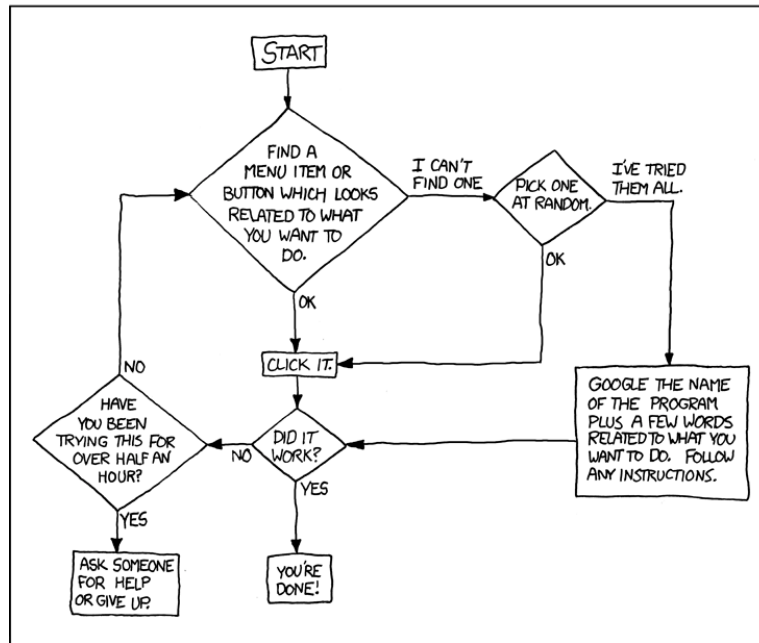 START
FIND A
MENU ITEM OR
BUTTON WHICH LOOKS
RELATED TO WHAT
YOU WANT TO
DO.
I CAN'T
FIND ONE
PICK ONE
AT RANDOM.
I'VE TRIED
THEM ALL.
OK
OK
CLICK IT.
NO
HAVE
YOU BEEN
TRYING THIS FOR
OVER HALF AN
HOUR?
NO
DID IT
WORK?
GOOGLE THE NAME
OF THE PROGRAM
PLUS A FEW WORDS
RELATED TO WHAT YOU
WANT TO DO. FOLLOW
ANY INSTRUCTIONS.
YES
YES
ASK SOMEONE
FOR HELP
OR GIVE UP.
YOU'RE
DONE!